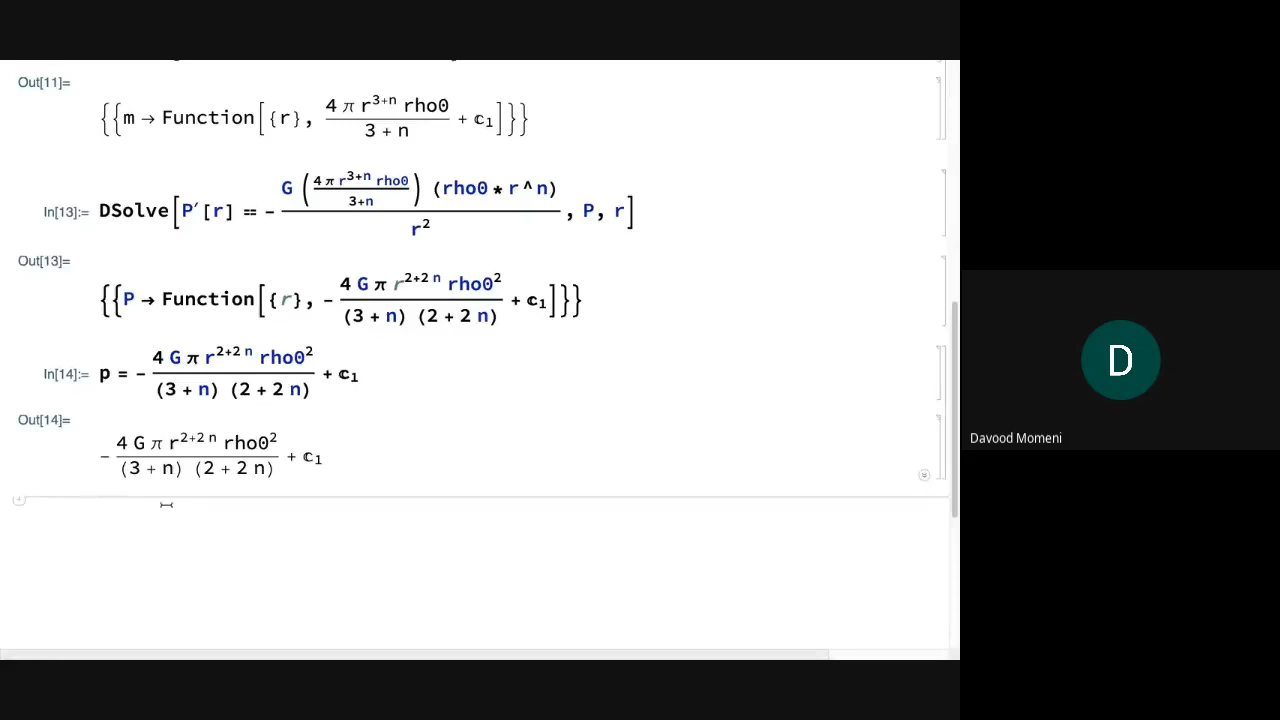 Out[11]=
{{m → Function[{r}, (4 π r^(3+n) rho0)/(3 + n) + c₁]}}
In[13]:= DSolve[P′[r] == - (G ((4 π r^(3+n) rho0)/(3+n)) (rho0 * r ^ n))/r², P, r]
Out[13]=
{{P → Function[{r}, - (4 G π r^(2+2 n) rho0²)/((3 + n) (2 + 2 n)) + c₁]}}
In[14]:= p = - (4 G π r^(2+2 n) rho0²)/((3 + n) (2 + 2 n)) + c₁
Out[14]=
- (4 G π r^(2+2 n) rho0²)/((3 + n) (2 + 2 n)) + c₁
D
Davood Momeni